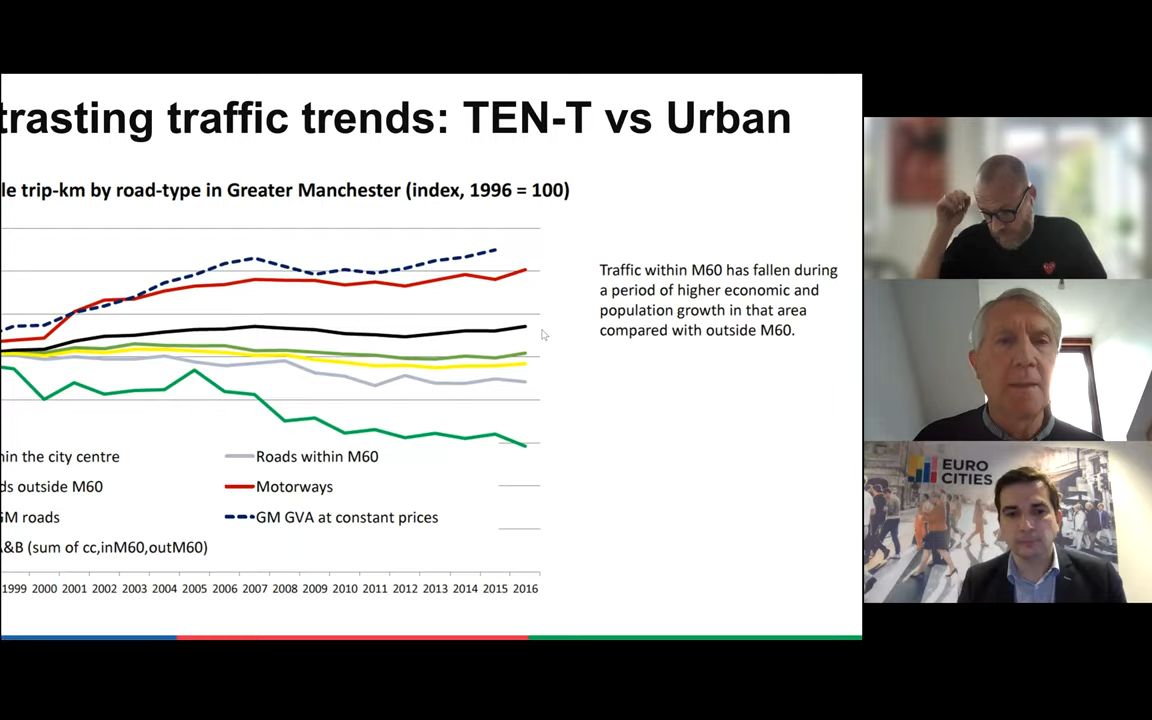 trasting traffic trends: TEN-T vs Urban
le trip-km by road-type in Greater Manchester (index, 1996 = 100)
Traffic within M60 has fallen during
a period of higher economic and
population growth in that area
compared with outside M60.
hin the city centre
Roads within M60
ds outside M60
Motorways
GM roads
GM GVA at constant prices
A&B (sum of cc,inM60,outM60)
1999 2000 2001 2002 2003 2004 2005 2006 2007 2008 2009 2010 2011 2012 2013 2014 2015 2016
EURO
CITIES